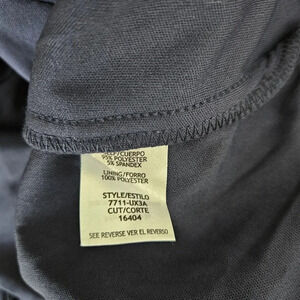 95% POLYESTER
5% SPANDEX
LINING/FORRO
100% POLYESTER
STYLE/ESTILO
7711-UX3A
CUT/CORTE
16404
SEE REVERSE VER EL REVERSO